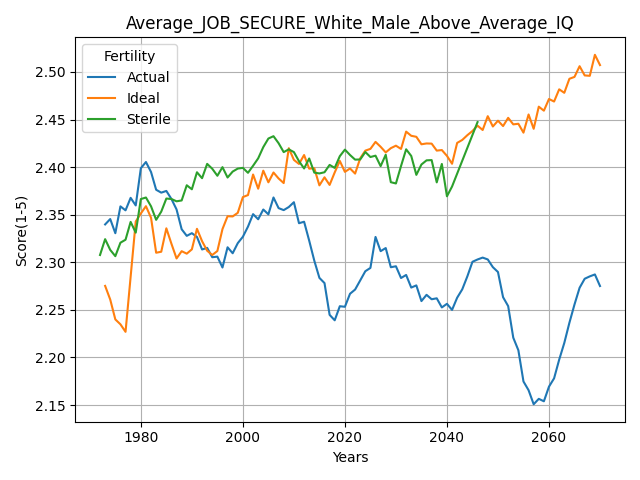 Average_JOB_SECURE_White_Male_Above_Average_IQ
Fertility
Actual
Ideal
Sterile
Score(1-5)
2.50
2.45
2.40
2.35
2.30
2.25
2.20
2.15
1980
2000
2020
2040
2060
Years